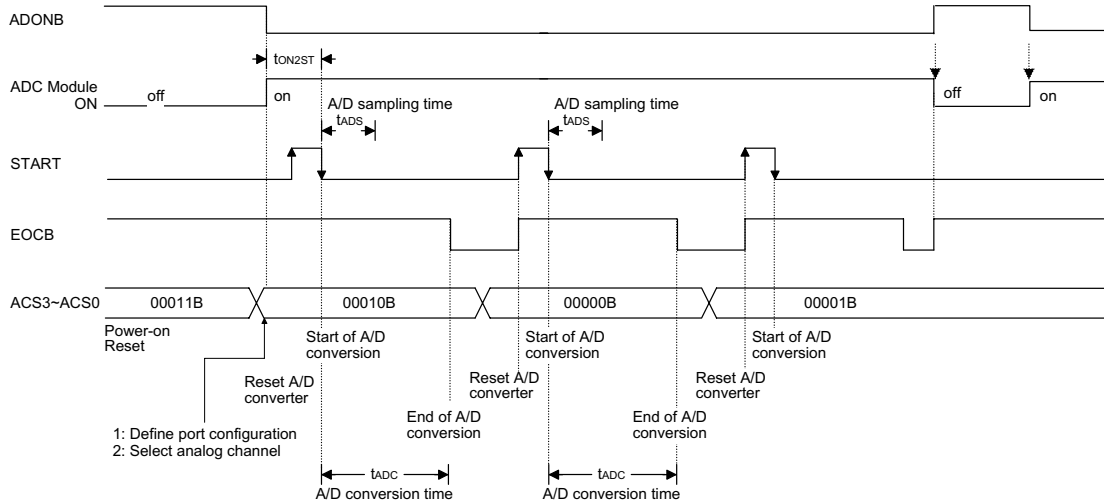 ADONB
tON2ST
ADC Module
ON
off
on
off
on
A/D sampling time
tADS
A/D sampling time
tADS
START
EOCB
ACS3~ACS0
00011B
00010B
00000B
00001B
Power-on
Reset
Start of A/D
conversion
Start of A/D
conversion
Start of A/D
conversion
Reset A/D
converter
Reset A/D
converter
Reset A/D
converter
End of A/D
conversion
End of A/D
conversion
1: Define port configuration
2: Select analog channel
tADC
A/D conversion time
tADC
A/D conversion time